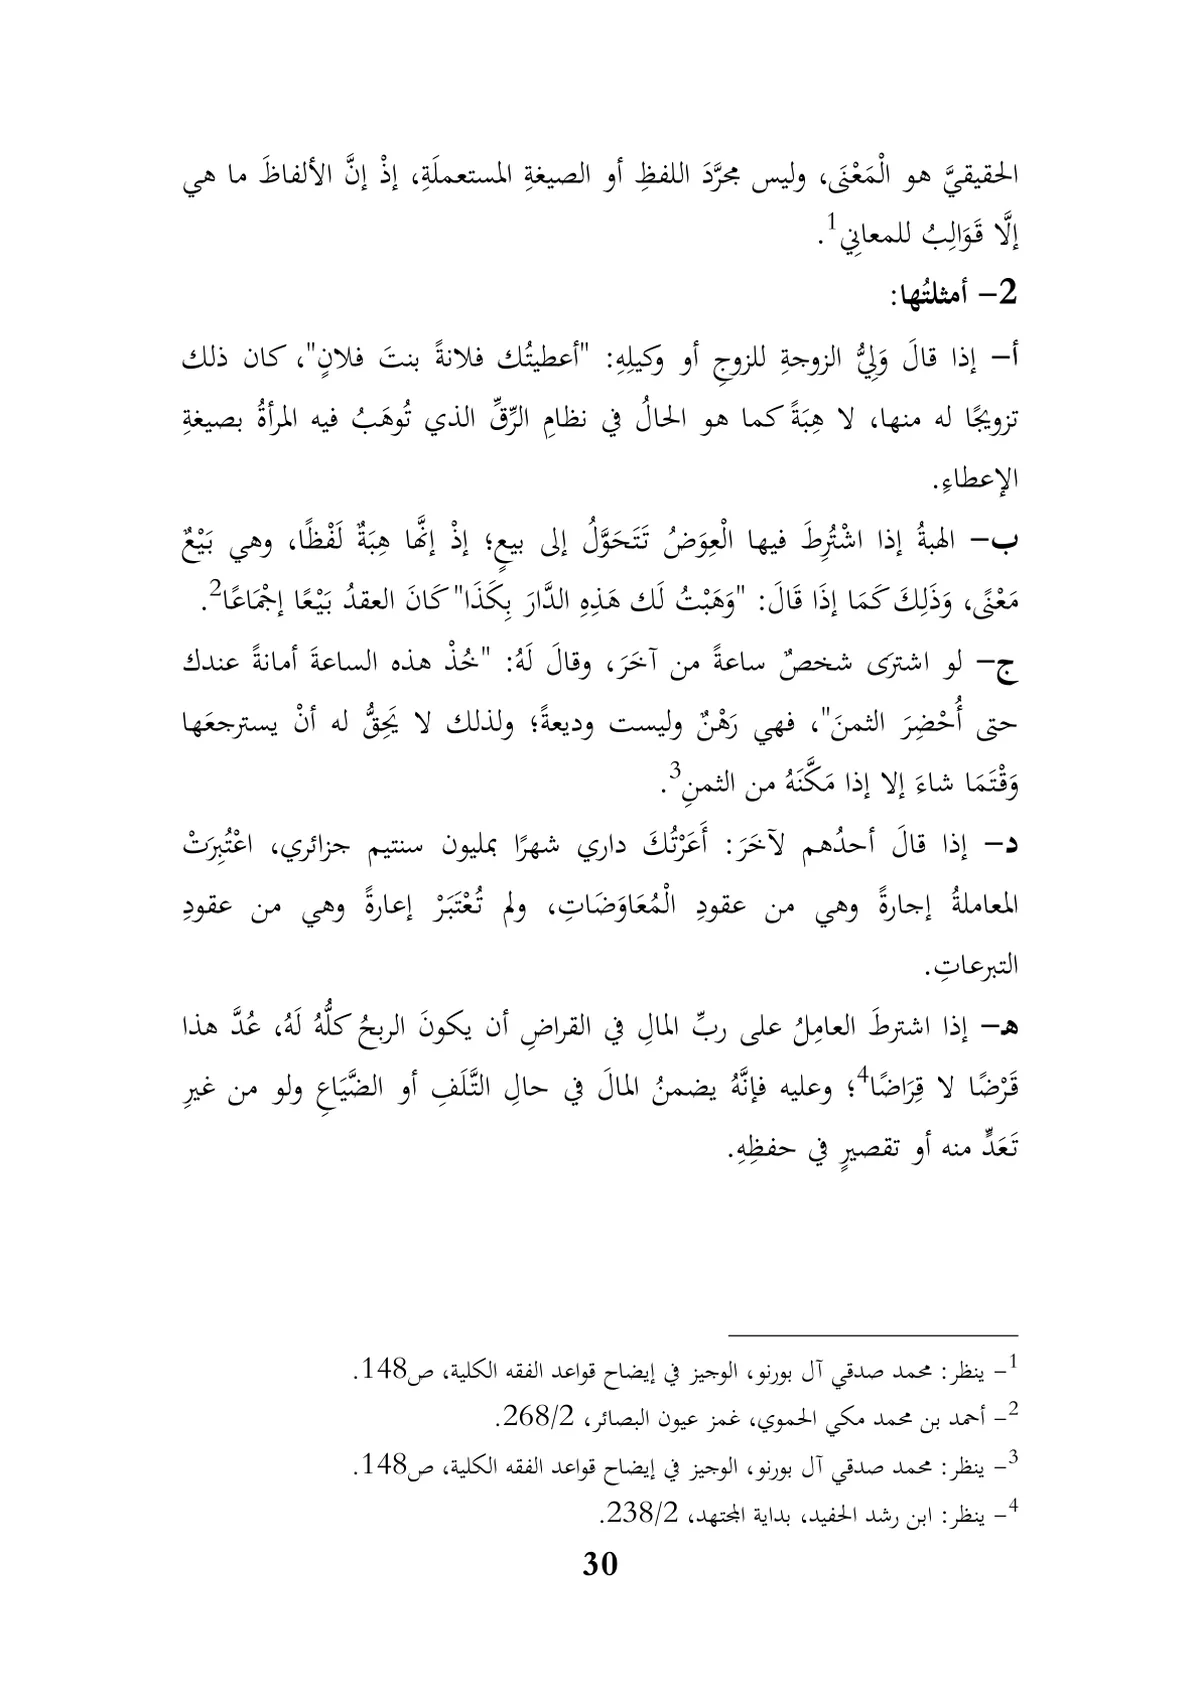 الحقيقيَّ هو الْمَعْنَى، وليس مجرَّدَ اللفظِ أو الصيغةِ المستعملَةِ، إذْ إنَّ الألفاظَ ما هي
إلَّا قَوَالِبُ للمعانِي1.
2- أمثلتُها:
أ- إذا قالَ وَلِيُّ الزوجةِ للزوجِ أو وكيلِهِ: "أعطيتُك فلانةً بنتَ فلانٍ"، كان ذلك
تزويجًا له منها، لا هِبَةً كما هو الحالُ في نظامِ الرِّقِّ الذي تُوهَبُ فيه المرأةُ بصيغةِ
الإعطاءِ.
ب- الهبةُ إذا اشْتُرِطَ فيها الْعِوَضُ تَتَحَوَّلُ إلى بيعٍ؛ إذْ إنَّها هِبَةٌ لَفْظًا، وهي بَيْعٌ
مَعْنًى، وَذَلِكَ كَمَا إذَا قَالَ: "وَهَبْتُ لَك هَذِهِ الدَّارَ بِكَذَا" كَانَ العقدُ بَيْعًا إجْمَاعًا2.
ج- لو اشترَى شخصٌ ساعةً من آخَرَ، وقالَ لَهُ: "خُذْ هذه الساعةَ أمانةً عندك
حتى أُحْضِرَ الثمنَ"، فهي رَهْنٌ وليست وديعةً؛ ولذلك لا يَحِقُّ له أنْ يسترجعَها
وَقْتَمَا شاءَ إلا إذا مَكَّنَهُ من الثمنِ3.
د- إذا قالَ أحدُهم لآخَرَ: أَعَرْتُكَ داري شهرًا بمليون سنتيم جزائري، اعْتُبِرَتْ
المعاملةُ إجارةً وهي من عقودِ الْمُعَاوَضَاتِ، ولم تُعْتَبَرْ إعارةً وهي من عقودِ
التبرعاتِ.
هـ- إذا اشترطَ العامِلُ على ربِّ المالِ في القراضِ أن يكونَ الربحُ كلُّهُ لَهُ، عُدَّ هذا
قَرْضًا لا قِرَاضًا4؛ وعليه فإنَّهُ يضمنُ المالَ في حالِ التَّلَفِ أو الضَّيَاعِ ولو من غيرِ
تَعَدٍّ منه أو تقصيرٍ في حفظِهِ.
1- ينظر: محمد صدقي آل بورنو، الوجيز في إيضاح قواعد الفقه الكلية، ص148.
2- أحمد بن محمد مكي الحموي، غمز عيون البصائر، 268/2.
3- ينظر: محمد صدقي آل بورنو، الوجيز في إيضاح قواعد الفقه الكلية، ص148.
4- ينظر: ابن رشد الحفيد، بداية المجتهد، 238/2.
30